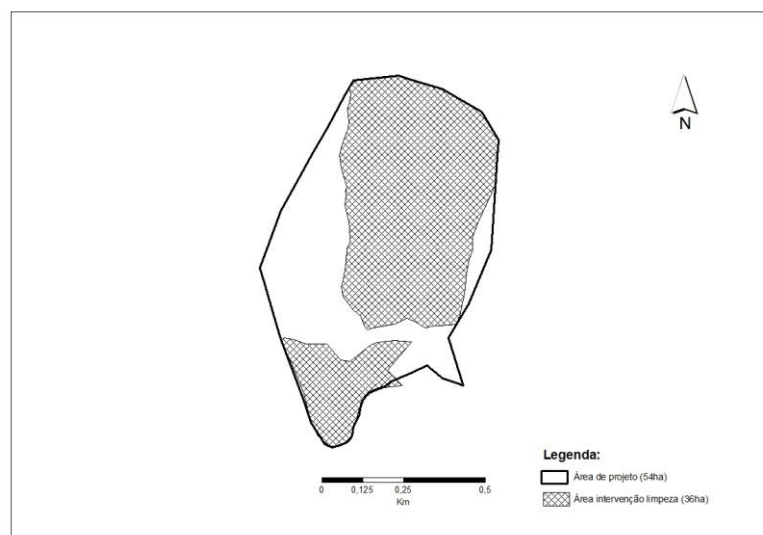 N
Legenda:
Área de projeto (54ha)
Área intervenção limpeza (36ha)
0 0,125 0,25 0,5
Km